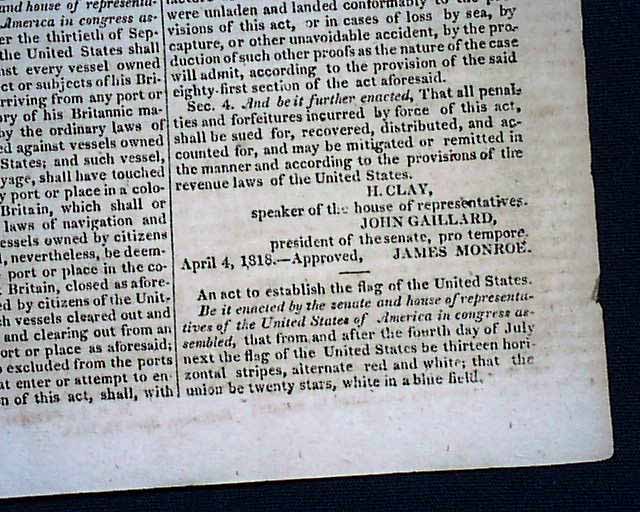 and house of representa-
America in congress as-
er the thirtieth of Sep-
the United States shall
nst every vessel owned
ct or subjects of his Bri-
rriving from any port or
ory of his Britannic ma-
by the ordinary laws of
ed against vessels owned
States; and such vessel,
yage, shall have touched
y port or place in a colo-
Britain, which shall or
laws of navigation and
essels owned by citizens
, nevertheless, be deem-
port or place in the co-
Britain, closed as afore-
ed by citizens of the Unit-
ch vessels cleared out and
and clearing out from an
ort or place as aforesaid;
o excluded from the ports
at enter or attempt to en-
n of this act, shall, with
were unladen and landed conformably to the pro-
visions of this act, or in cases of loss by sea, by
capture, or other unavoidable accident, by the pro-
duction of such other proofs as the nature of the case
will admit, according to the provision of the said
eighty-first section of the act aforesaid.
Sec. 4. And be it further enacted, That all penal-
ties and forfeitures incurred by force of this act,
shall be sued for, recovered, distributed, and ac-
counted for, and may be mitigated or remitted in
the manner and according to the provisions of the
revenue laws of the United States.
H. CLAY,
speaker of the house of representatives.
JOHN GAILLARD,
president of the senate, pro tempore.
April 4, 1818.—Approved, JAMES MONROE.
An act to establish the flag of the United States.
Be it enacted by the senate and house of representa-
tives of the United States of America in congress as-
sembled, that from and after the fourth day of July
next the flag of the United States be thirteen hori-
zontal stripes, alternate red and white; that the
union be twenty stars, white in a blue field.